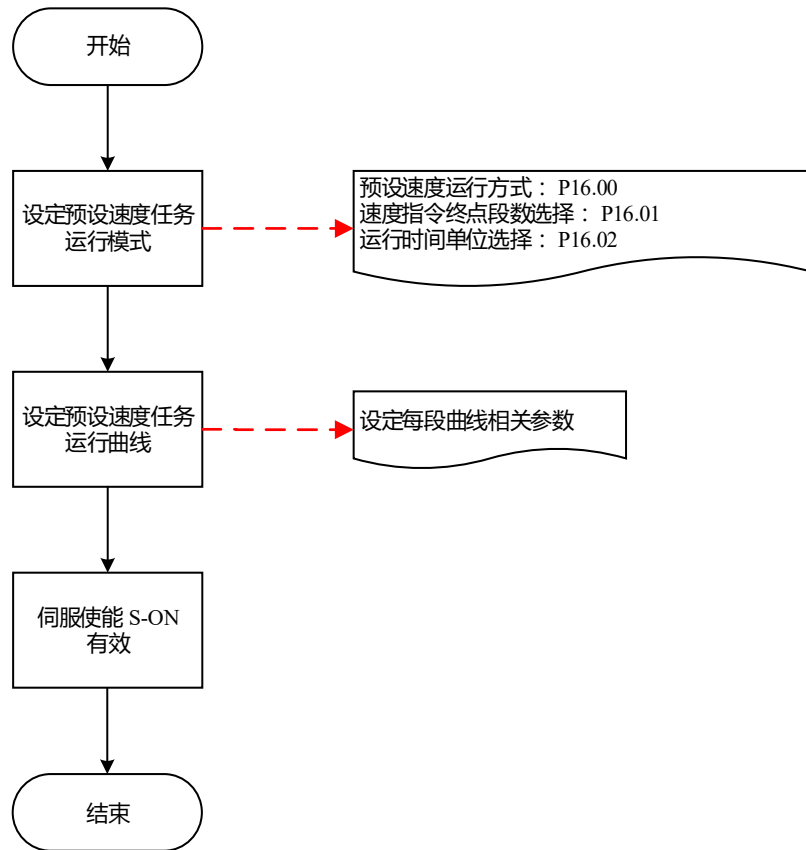 开始
设定预设速度任务
运行模式
预设速度运行方式： P16.00
速度指令终点段数选择： P16.01
运行时间单位选择： P16.02
设定预设速度任务
运行曲线
设定每段曲线相关参数
伺服使能 S-ON
有效
结束